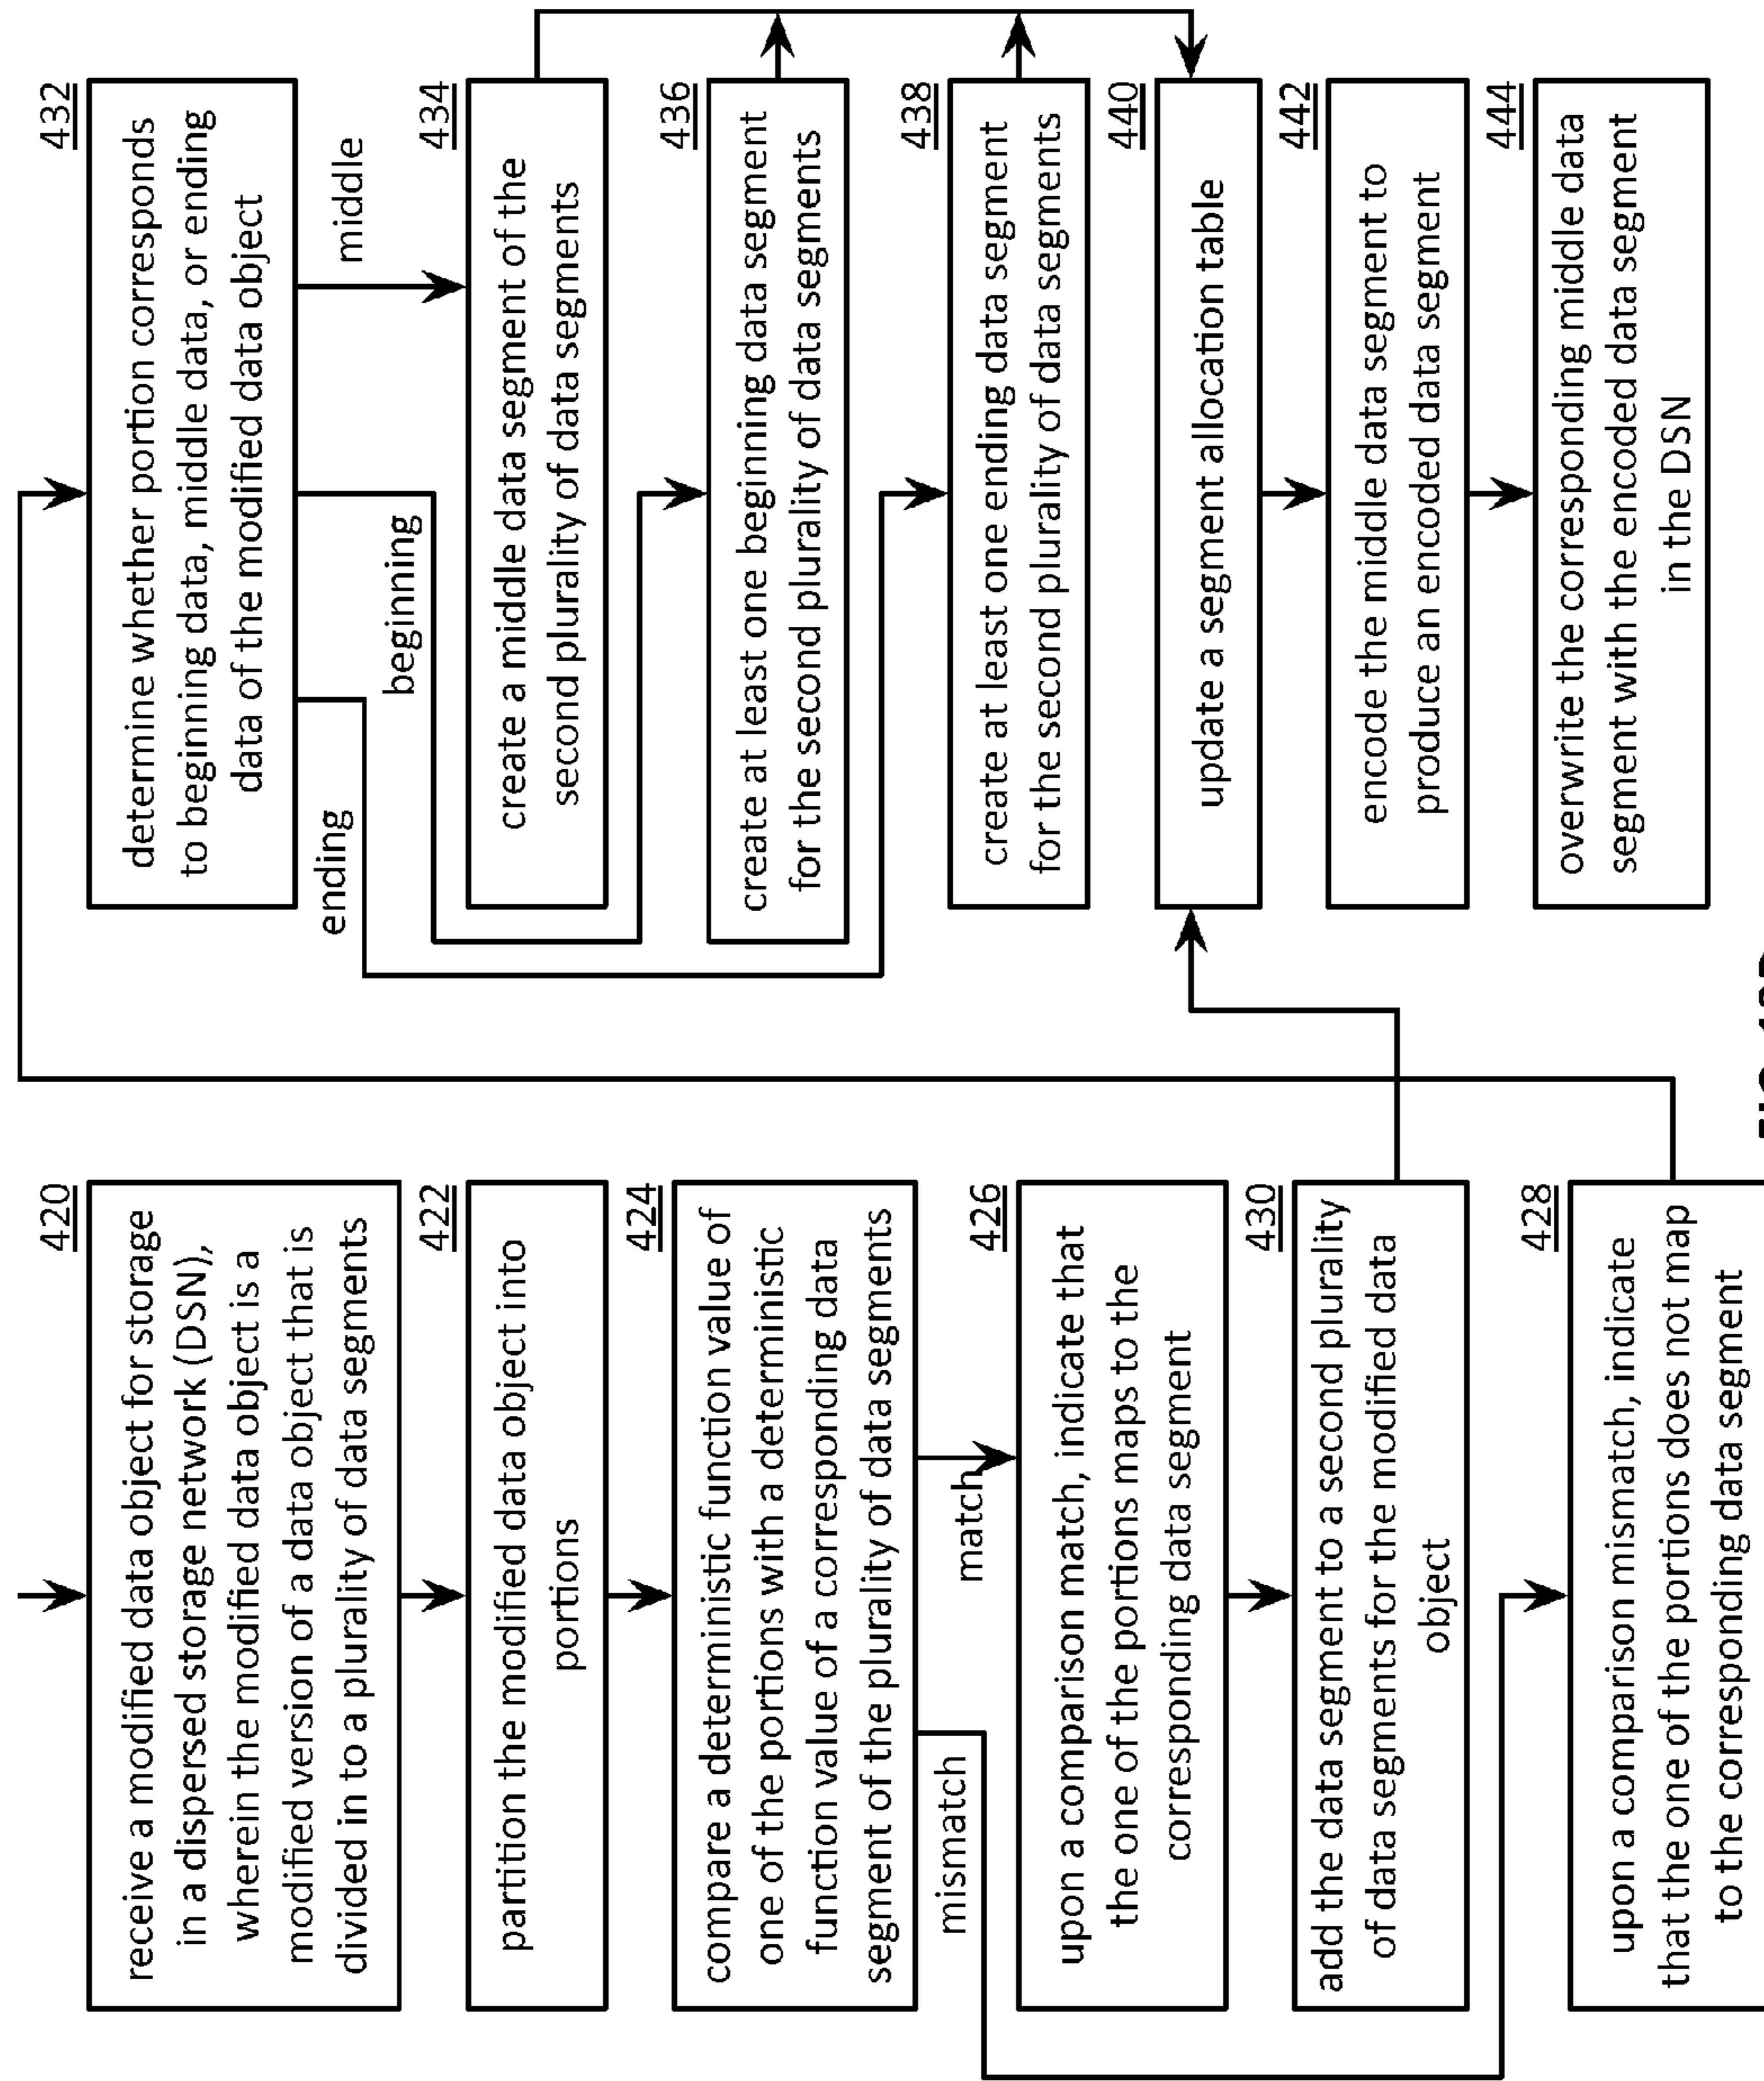 420
receive a modified data object for storage
in a dispersed storage network (DSN),
wherein the modified data object is a
modified version of a data object that is
divided in to a plurality of data segments
422
partition the modified data object into
portions
424
compare a deterministic function value of
one of the portions with a deterministic
function value of a corresponding data
segment of the plurality of data segments
mismatch
match
426
upon a comparison match, indicate that
the one of the portions maps to the
corresponding data segment
430
add the data segment to a second plurality
of data segments for the modified data
object
428
upon a comparison mismatch, indicate
that the one of the portions does not map
to the corresponding data segment
432
determine whether portion corresponds
to beginning data, middle data, or ending
data of the modified data object
ending
beginning
middle
434
create a middle data segment of the
second plurality of data segments
436
create at least one beginning data segment
for the second plurality of data segments
438
create at least one ending data segment
for the second plurality of data segments
440
update a segment allocation table
442
encode the middle data segment to
produce an encoded data segment
444
overwrite the corresponding middle data
segment with the encoded data segment
in the DSN